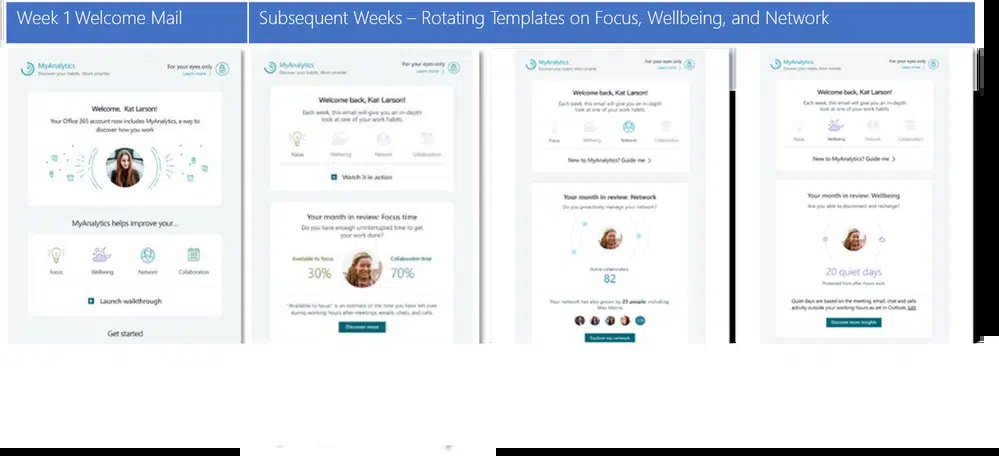 Week 1 Welcome Mail
Subsequent Weeks – Rotating Templates on Focus, Wellbeing, and Network
MyAnalytics
Discover your habits. Work smarter.
For your eyes only
Learn more
Welcome, Kat Larson!
Your Office 365 account now includes MyAnalytics, a way to
discover how you work
MyAnalytics helps improve your...
Focus
Wellbeing
Network
Collaboration
Launch walkthrough
Get started
MyAnalytics
Discover your habits. Work smarter.
For your eyes only
Learn more
Welcome back, Kat Larson!
Each week, this email will give you an in-depth
look at one of your work habits
Focus
Wellbeing
Network
Collaboration
Watch it in action
Your month in review: Focus time
Do you have enough uninterrupted time to get
your work done?
Available to focus
30%
Collaboration time
70%
"Available to focus" is an estimate of the time you have left over
during working hours after meetings, emails, chats, and calls.
Discover more
MyAnalytics
Discover your habits. Work smarter.
For your eyes only
Learn more
Welcome back, Kat Larson!
Each week, this email will give you an in-depth
look at one of your work habits
Focus
Wellbeing
Network
Collaboration
New to MyAnalytics? Guide me
Your month in review: Network
Do you proactively manage your network?
Active collaborators
82
Your network has also grown by 23 people, including
Explore my network
MyAnalytics
Discover your habits. Work smarter.
For your eyes only
Learn more
Welcome back, Kat Larson!
Each week, this email will give you an in-depth
look at one of your work habits
Focus
Wellbeing
Network
Collaboration
New to MyAnalytics? Guide me
Your month in review: Wellbeing
Are you able to disconnect and recharge?
20 quiet days
Protected from after-hours work
Quiet days are based on the meeting, email, chat and calls
activity outside your working hours as set in Outlook. Edit
Discover more insights